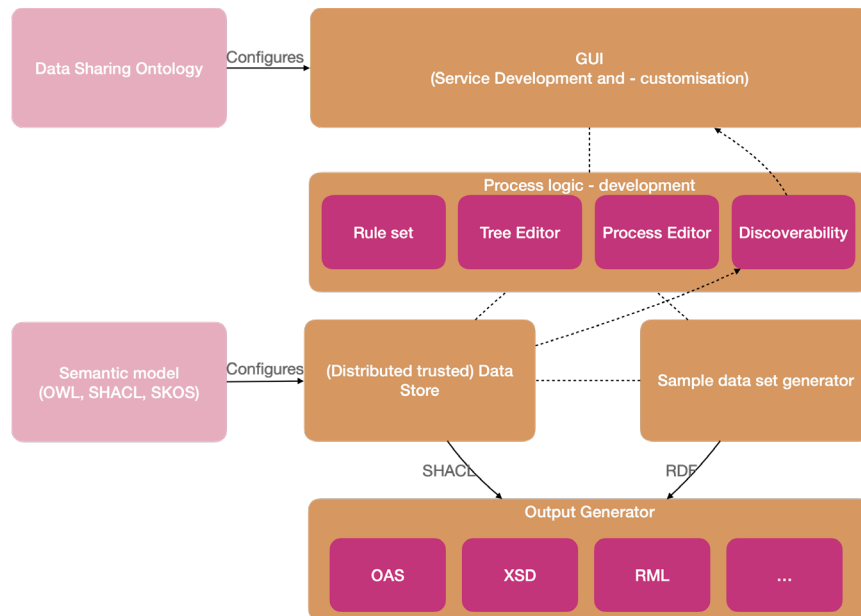 Data Sharing Ontology
Configures
GUI
(Service Development and - customisation)
Process logic - development
Rule set
Tree Editor
Process Editor
Discoverability
Semantic model
(OWL, SHACL, SKOS)
Configures
(Distributed trusted) Data
Store
Sample data set generator
SHACL
RDF
Output Generator
OAS
XSD
RML
...